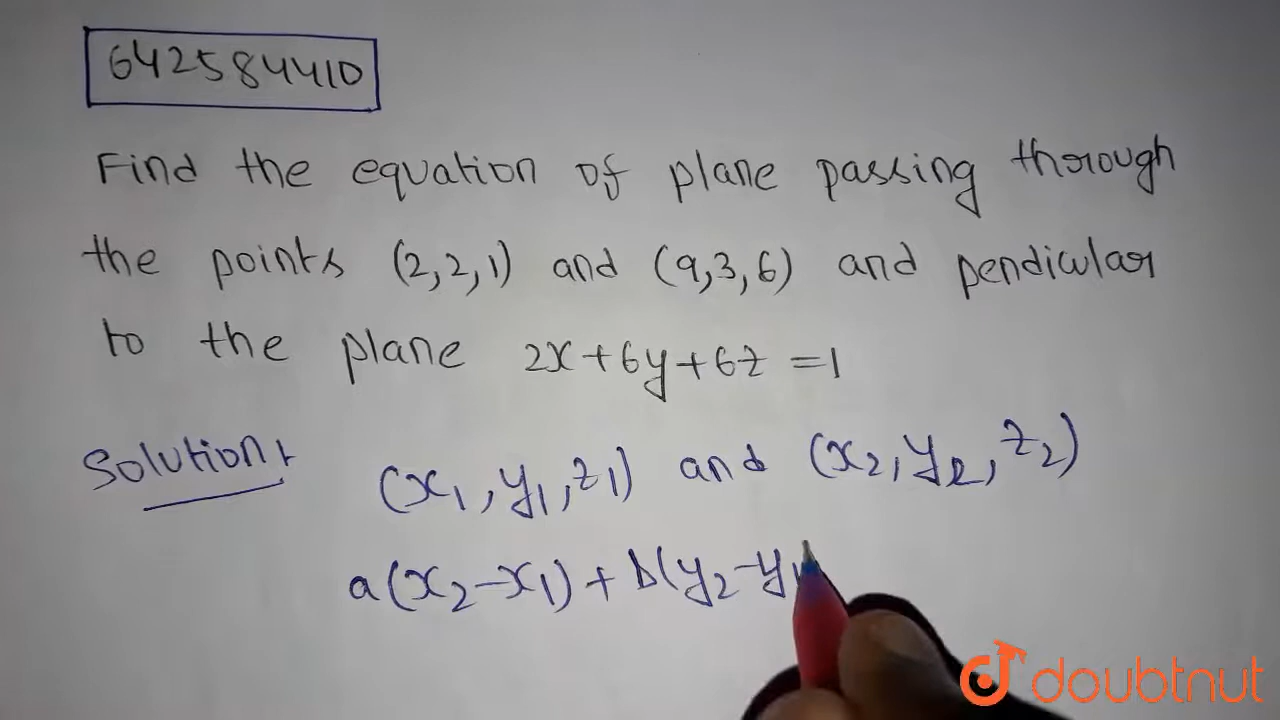 642584410
Find the equation of plane passing thorough
the points (2,2,1) and (9,3,6) and pendicular
to the plane 2x+6y+6z =1
Solution:
(x₁,y₁,z₁) and (x₂,y₂,z₂)
a(x₂-x₁)+b(y₂-y₁
doubtnut